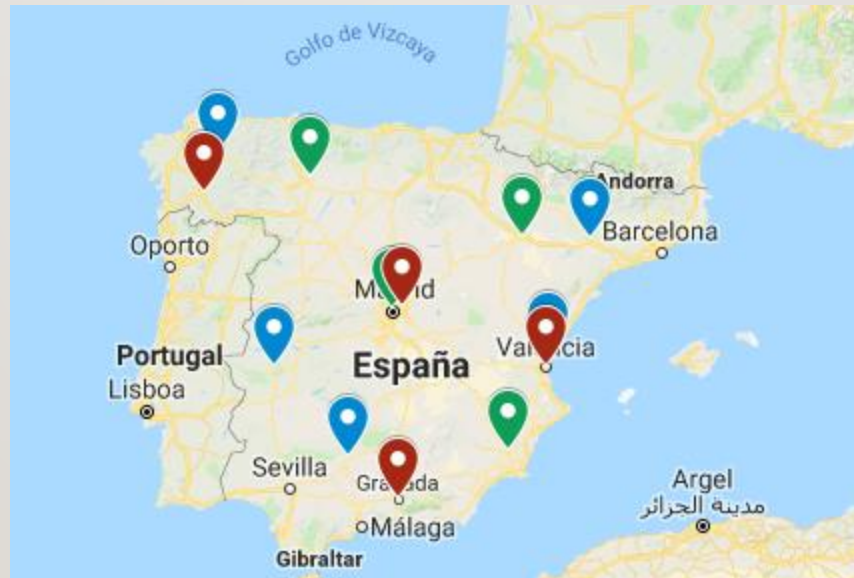 Golfo de Vizcaya
Andorra
Barcelona
Oporto
España
Portugal
Lisboa
Sevilla
Málaga
Gibraltar
Argel
مدينة الجزائر